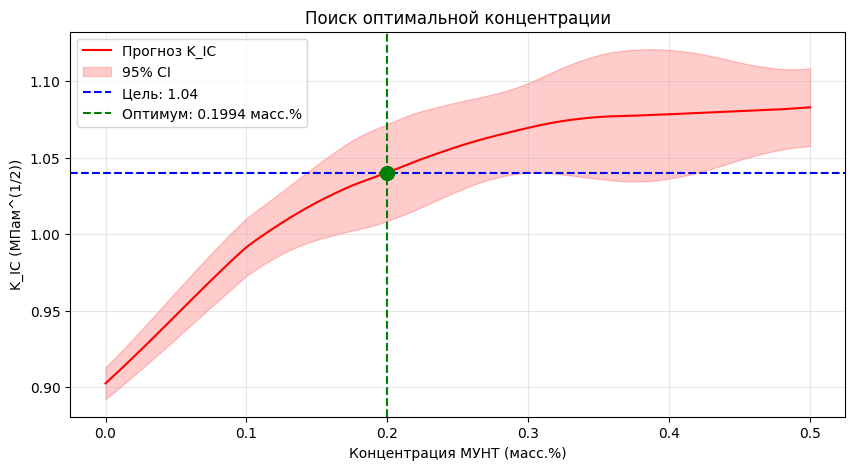 Поиск оптимальной концентрации
Прогноз K_IC
95% CI
Цель: 1.04
Оптимум: 0.1994 масс.%
K_IC (МПам^(1/2))
1.10
1.05
1.00
0.95
0.90
0.0
0.1
0.2
0.3
0.4
0.5
Концентрация МУНТ (масс.%)